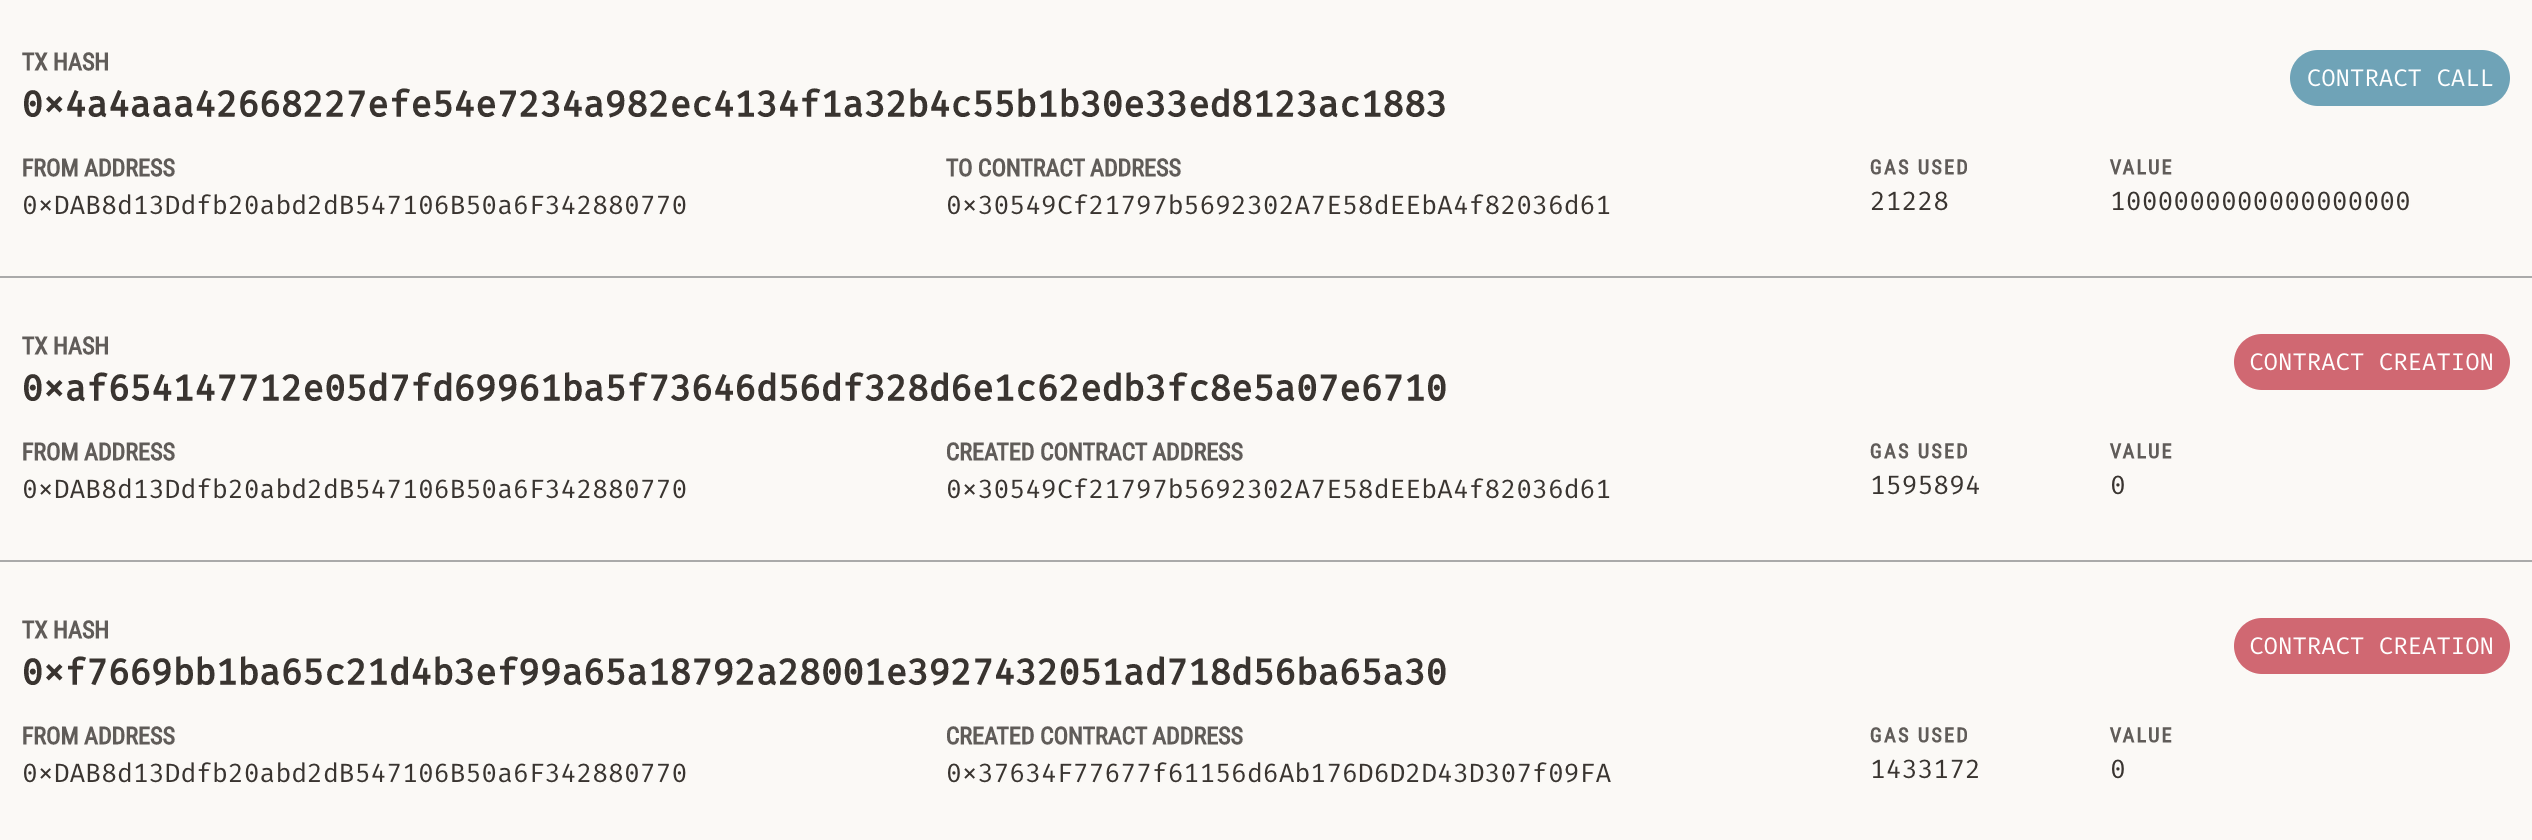 TX HASH
0×4a4aaa42668227efe54e7234a982ec4134f1a32b4c55b1b30e33ed8123ac1883
CONTRACT CALL
FROM ADDRESS
0×DAB8d13Ddfb20abd2dB547106B50a6F342880770
TO CONTRACT ADDRESS
0×30549Cf21797b5692302A7E58dEEbA4f82036d61
GAS USED
21228
VALUE
1000000000000000000
TX HASH
0×af654147712e05d7fd69961ba5f73646d56df328d6e1c62edb3fc8e5a07e6710
CONTRACT CREATION
FROM ADDRESS
0×DAB8d13Ddfb20abd2dB547106B50a6F342880770
CREATED CONTRACT ADDRESS
0×30549Cf21797b5692302A7E58dEEbA4f82036d61
GAS USED
1595894
VALUE
0
TX HASH
0×f7669bb1ba65c21d4b3ef99a65a18792a28001e3927432051ad718d56ba65a30
CONTRACT CREATION
FROM ADDRESS
0×DAB8d13Ddfb20abd2dB547106B50a6F342880770
CREATED CONTRACT ADDRESS
0×37634F77677f61156d6Ab176D6D2D43D307f09FA
GAS USED
1433172
VALUE
0